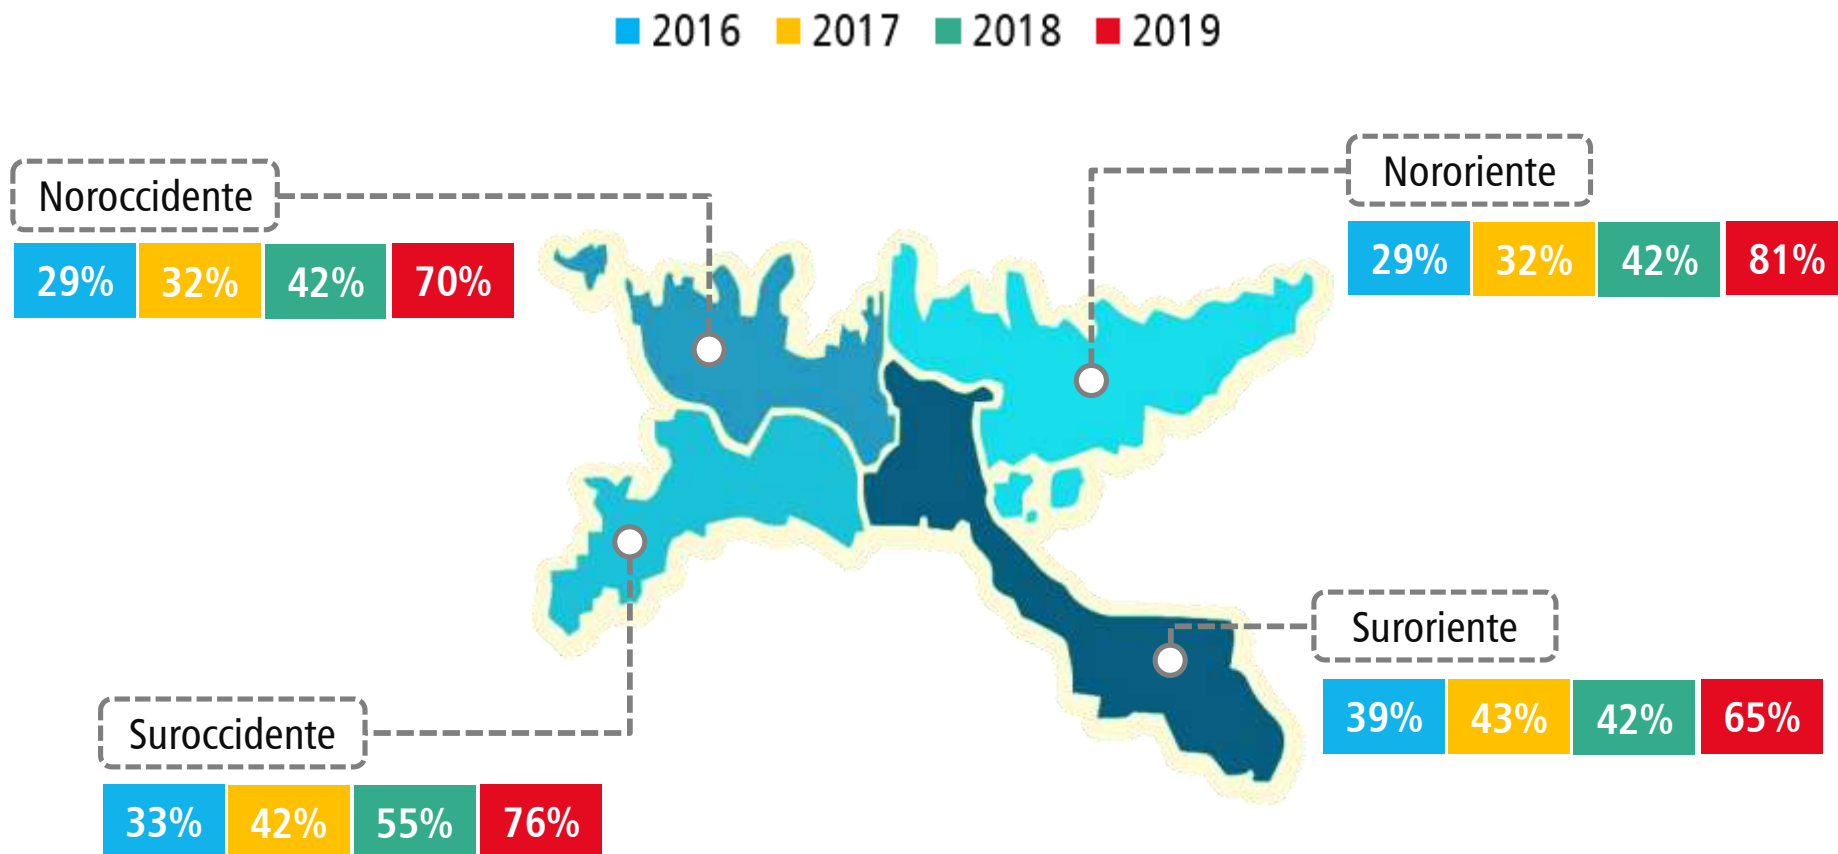 2016 2017 2018 2019
Noroccidente
29% 32% 42% 70%
Nororiente
29% 32% 42% 81%
Suroccidente
33% 42% 55% 76%
Suroriente
39% 43% 42% 65%